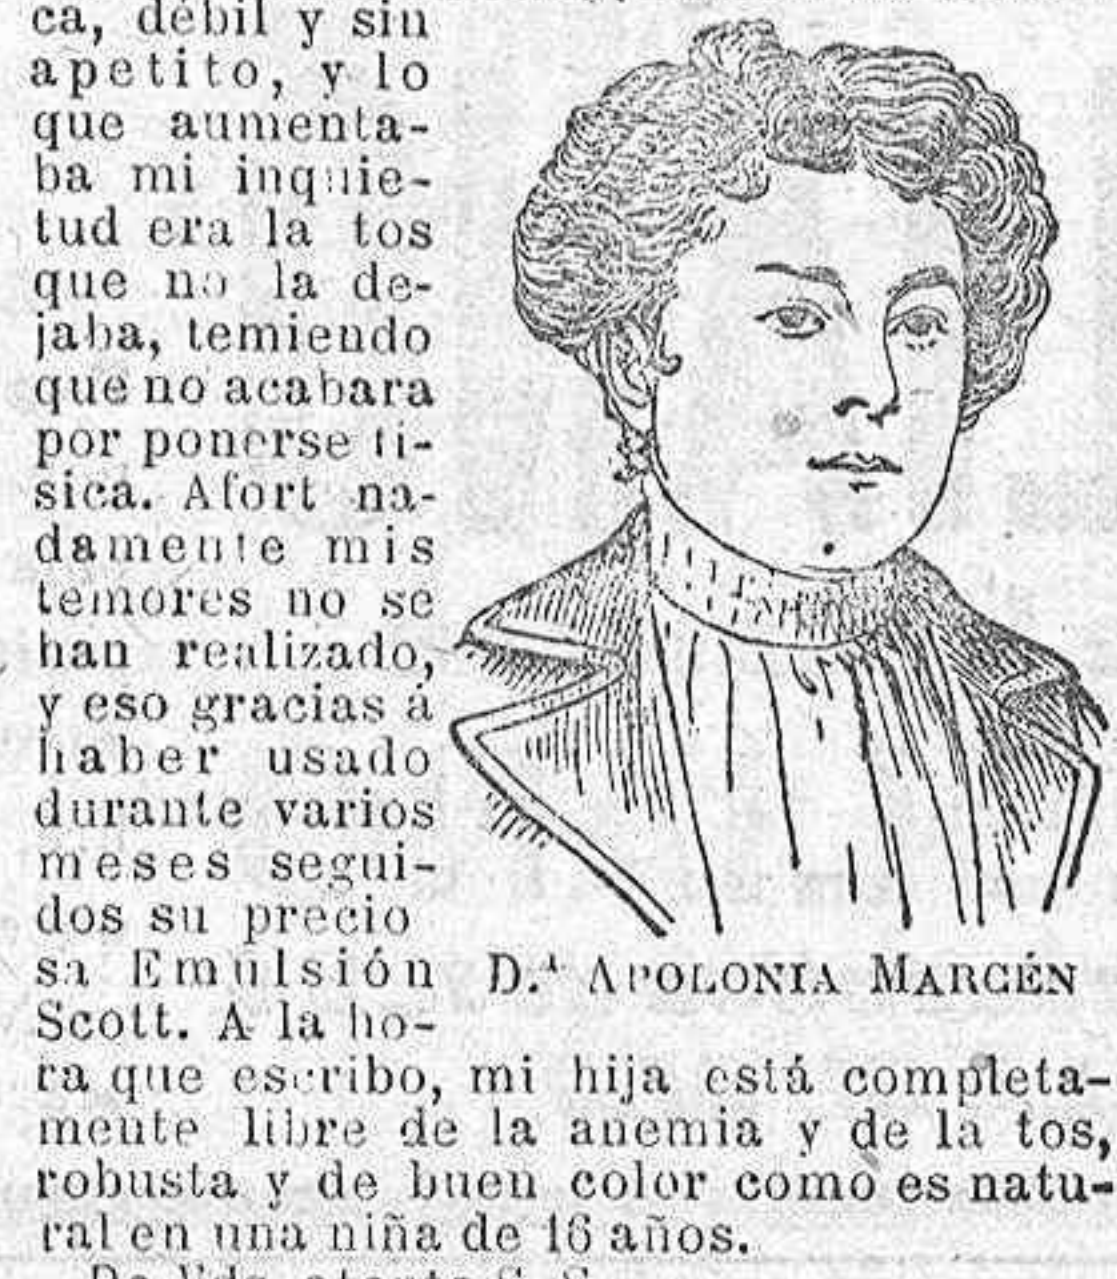 ca, débil y sin
apetito, y lo
que aumenta-
ba mi inquie-
tud era la tos
que no la de-
jaba, temiendo
que no acabara
por ponerse ti-
sica. Afort na-
damente mis
temores no se
han realizado,
y eso gracias á
haber usado
durante varios
meses segui-
dos su precio
sa Emulsión
Scott. A la ho-
ra que escribo, mi hija está completa-
mente libre de la anemia y de la tos,
robusta y de buen color como es natu-
ral en una niña de 16 años.
D.ᴬ APOLONIA MARCÉN